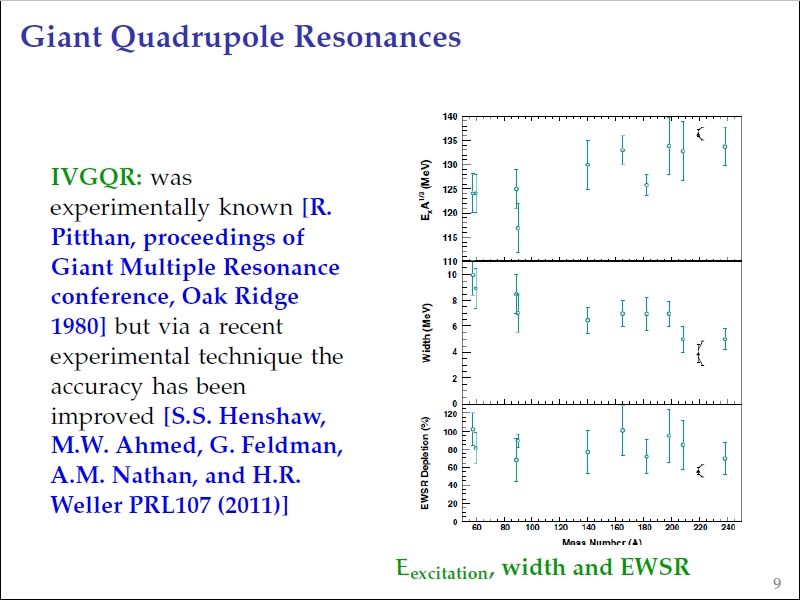 Giant Quadrupole Resonances
IVGQR: was
experimentally known [R.
Pitthan, proceedings of
Giant Multiple Resonance
conference, Oak Ridge
1980] but via a recent
experimental technique the
accuracy has been
improved [S.S. Henshaw,
M.W. Ahmed, G. Feldman,
A.M. Nathan, and H.R.
Weller PRL107 (2011)]
140
135
130
125
120
115
110
ExA1/3 (MeV)
10
8
6
4
2
0
Width (MeV)
120
100
80
60
40
20
0
EWSR Depletion (%)
60 80 100 120 140 160 180 200 220 240
Mass Number (A)
Eexcitation, width and EWSR
9